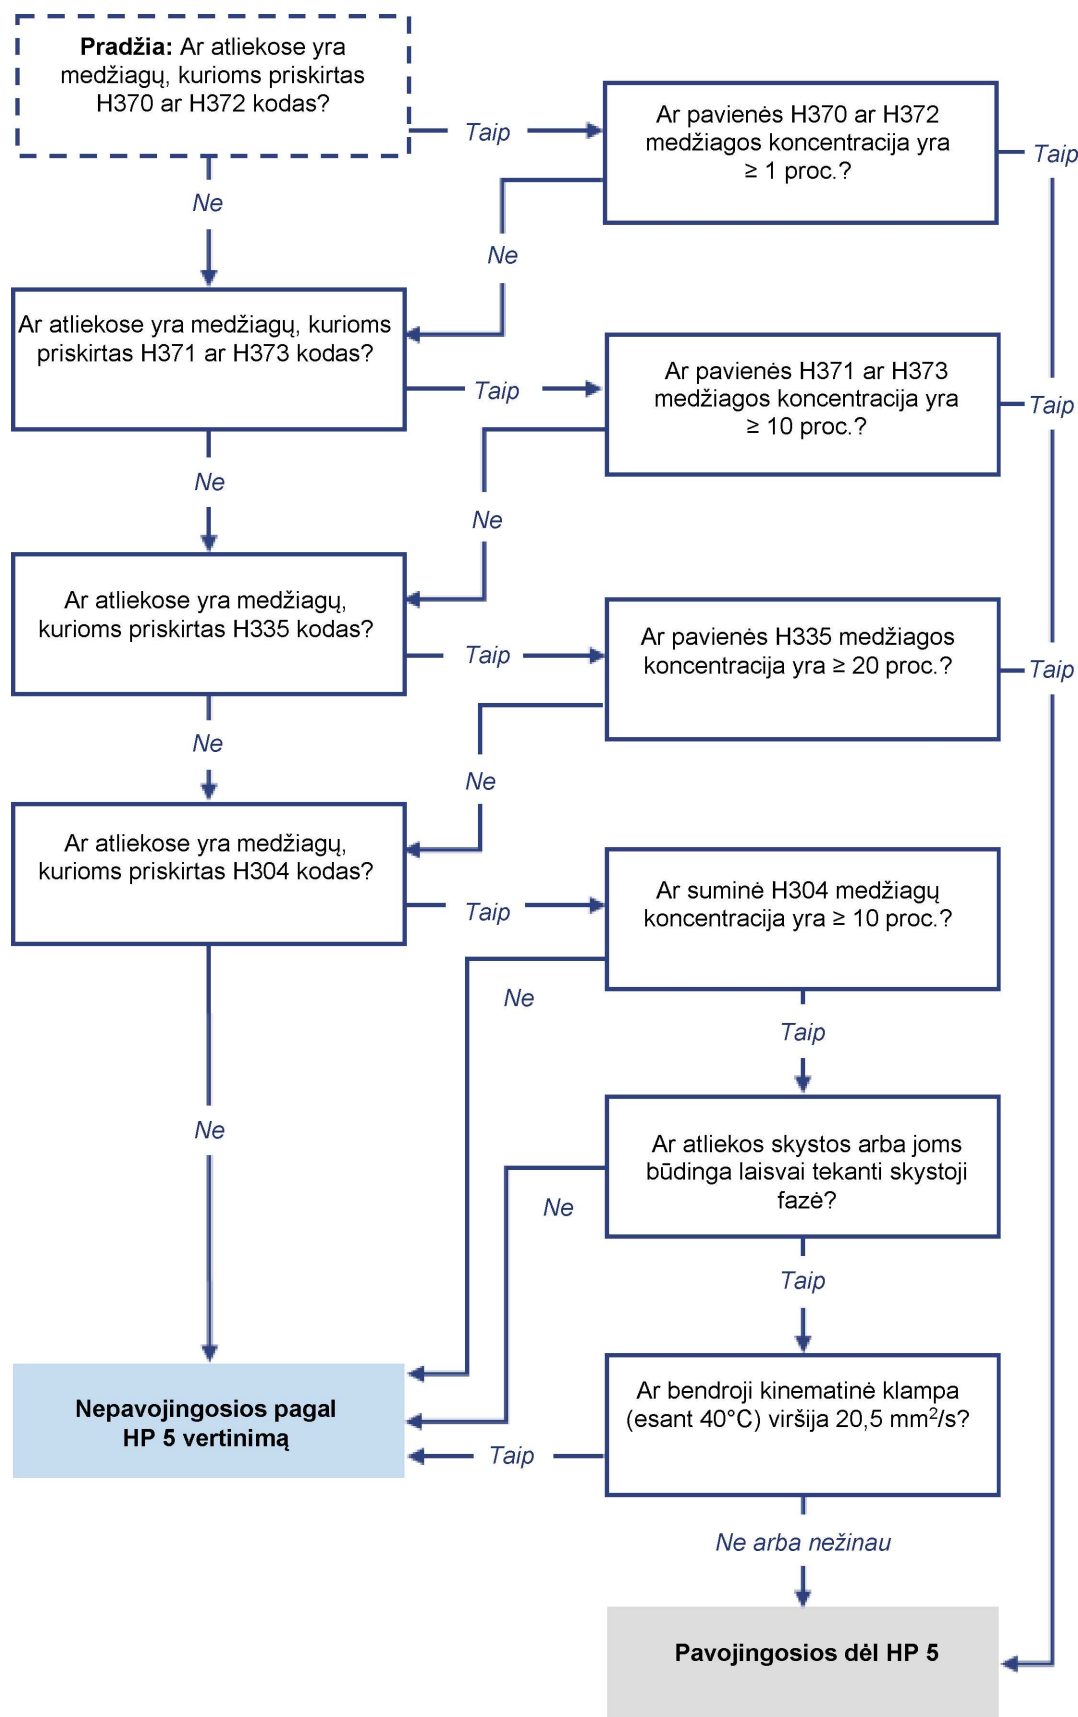 Pradžia: Ar atliekose yra
medžiagų, kurioms priskirtas
H370 ar H372 kodas?
Taip
Ar pavienės H370 ar H372
medžiagos koncentracija yra
≥ 1 proc.?
Taip
Ne
Ne
Ar atliekose yra medžiagų, kurioms
priskirtas H371 ar H373 kodas?
Taip
Ar pavienės H371 ar H373
medžiagos koncentracija yra
≥ 10 proc.?
Taip
Ne
Ne
Ar atliekose yra medžiagų,
kurioms priskirtas H335 kodas?
Taip
Ar pavienės H335 medžiagos
koncentracija yra ≥ 20 proc.?
Taip
Ne
Ne
Ar atliekose yra medžiagų,
kurioms priskirtas H304 kodas?
Taip
Ar suminė H304 medžiagų
koncentracija yra ≥ 10 proc.?
Ne
Taip
Ne
Ar atliekos skystos arba joms
būdinga laisvai tekanti skystoji
fazė?
Ne
Taip
Ar bendroji kinematinė klampa
(esant 40°C) viršija 20,5 mm²/s?
Taip
Nepavojingosios pagal
HP 5 vertinimą
Ne arba nežinau
Pavojingosios dėl HP 5